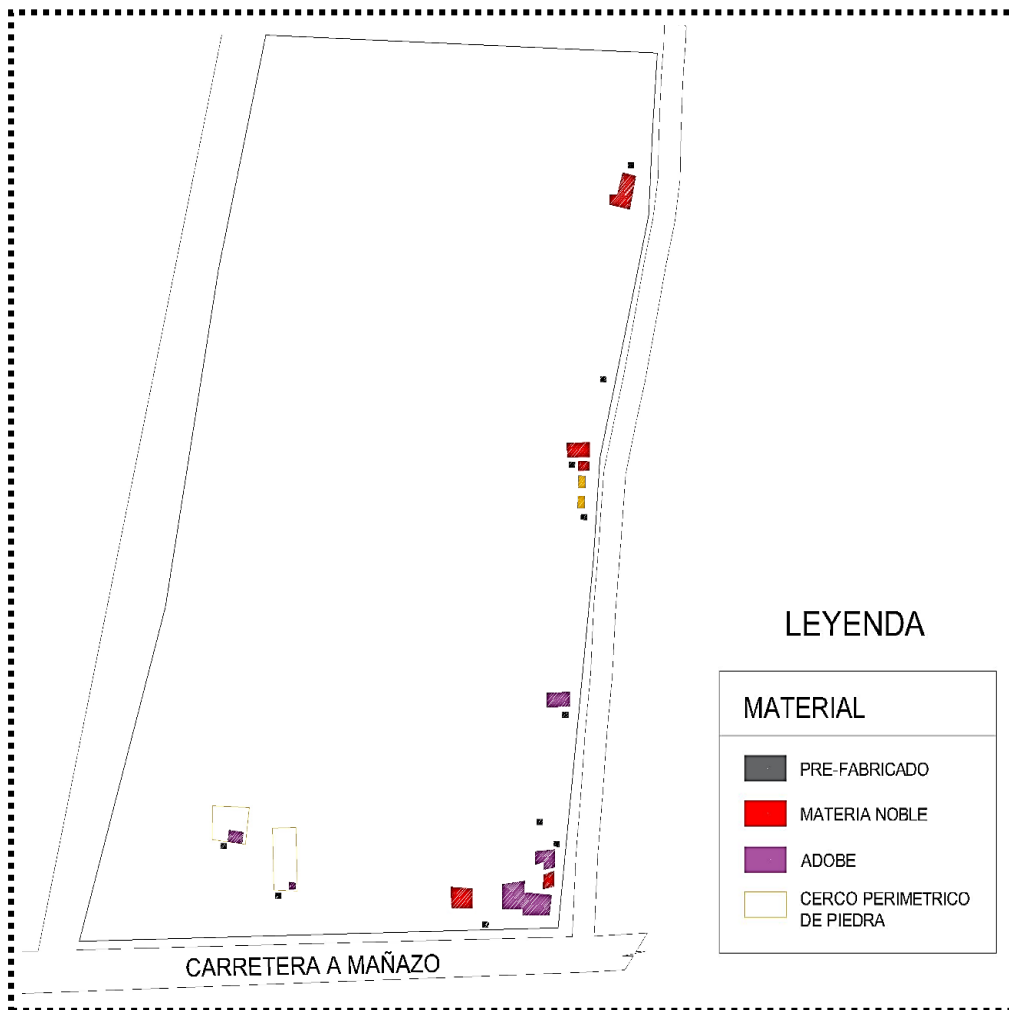 LEYENDA
MATERIAL
PRE-FABRICADO
MATERIA NOBLE
ADOBE
CERCO PERIMETRICO
DE PIEDRA
CARRETERA A MAÑAZO